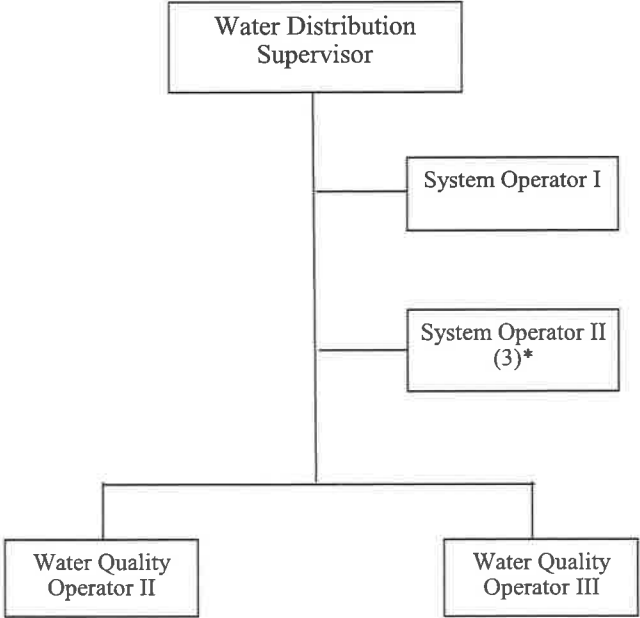 Water Distribution
Supervisor
System Operator I
System Operator II
(3)*
Water Quality
Operator II
Water Quality
Operator III